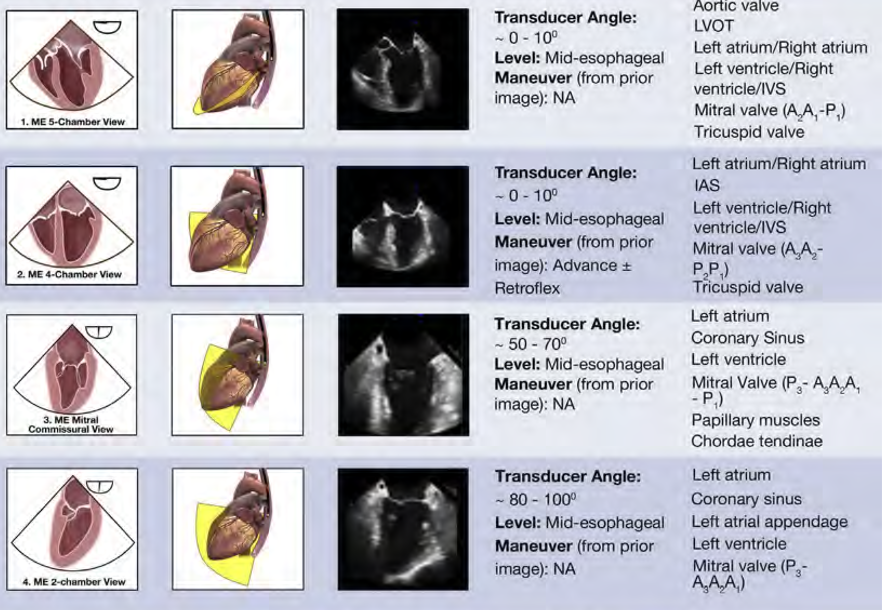 1. ME 5-Chamber View
Transducer Angle:
~ 0 - 10⁰
Level: Mid-esophageal
Maneuver (from prior
image): NA
Aortic valve
LVOT
Left atrium/Right atrium
Left ventricle/Right
ventricle/IVS
Mitral valve (A₂A₁-P₁)
Tricuspid valve
2. ME 4-Chamber View
Transducer Angle:
~ 0 - 10⁰
Level: Mid-esophageal
Maneuver (from prior
image): Advance ±
Retroflex
Left atrium/Right atrium
IAS
Left ventricle/Right
ventricle/IVS
Mitral valve (A₃A₂-
P₂P₁)
Tricuspid valve
3. ME Mitral
Commissural View
Transducer Angle:
~ 50 - 70⁰
Level: Mid-esophageal
Maneuver (from prior
image): NA
Left atrium
Coronary Sinus
Left ventricle
Mitral Valve (P₃- A₃A₂A₁
- P₁)
Papillary muscles
Chordae tendinae
4. ME 2-chamber View
Transducer Angle:
~ 80 - 100⁰
Level: Mid-esophageal
Maneuver (from prior
image): NA
Left atrium
Coronary sinus
Left atrial appendage
Left ventricle
Mitral valve (P₃-
A₃A₂A₁)